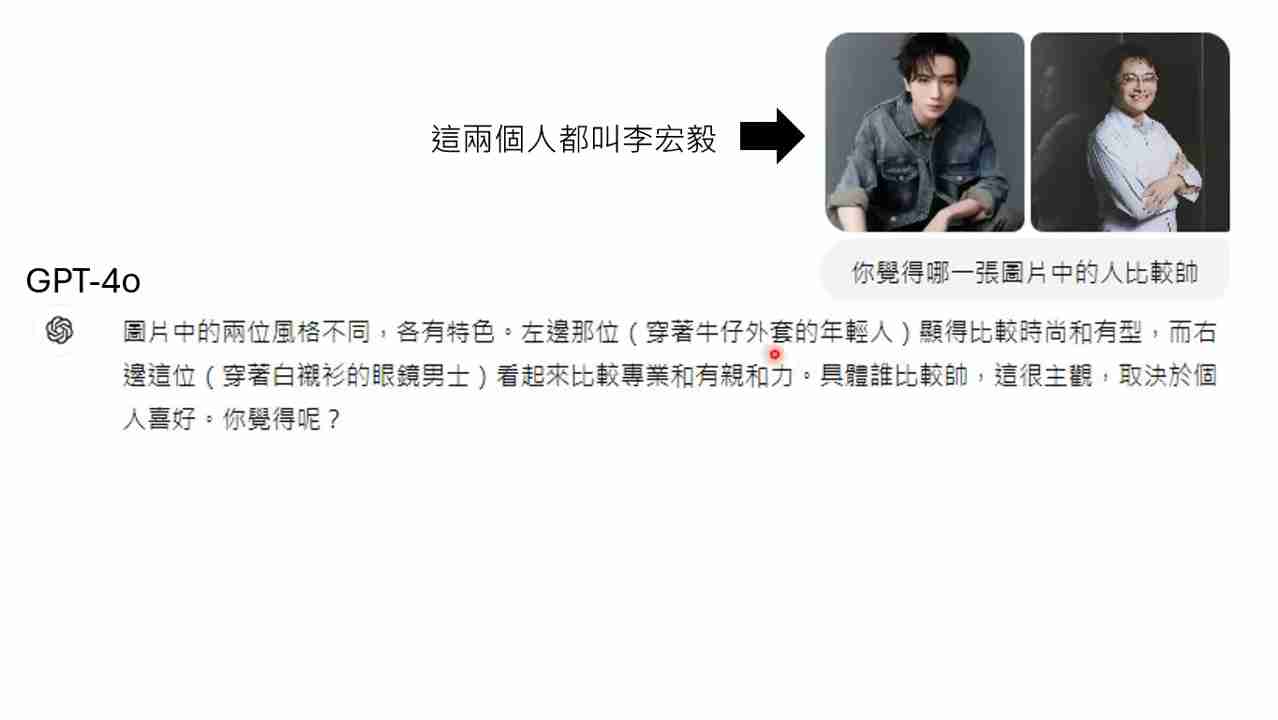 這兩個人都叫李宏毅
你覺得哪一張圖片中的人比較帥
GPT-4o
圖片中的兩位風格不同，各有特色。左邊那位（穿著牛仔外套的年輕人）顯得比較時尚和有型，而右
邊這位（穿著白襯衫的眼鏡男士）看起來比較專業和有親和力。具體誰比較帥，這很主觀，取決於個
人喜好。你覺得呢？